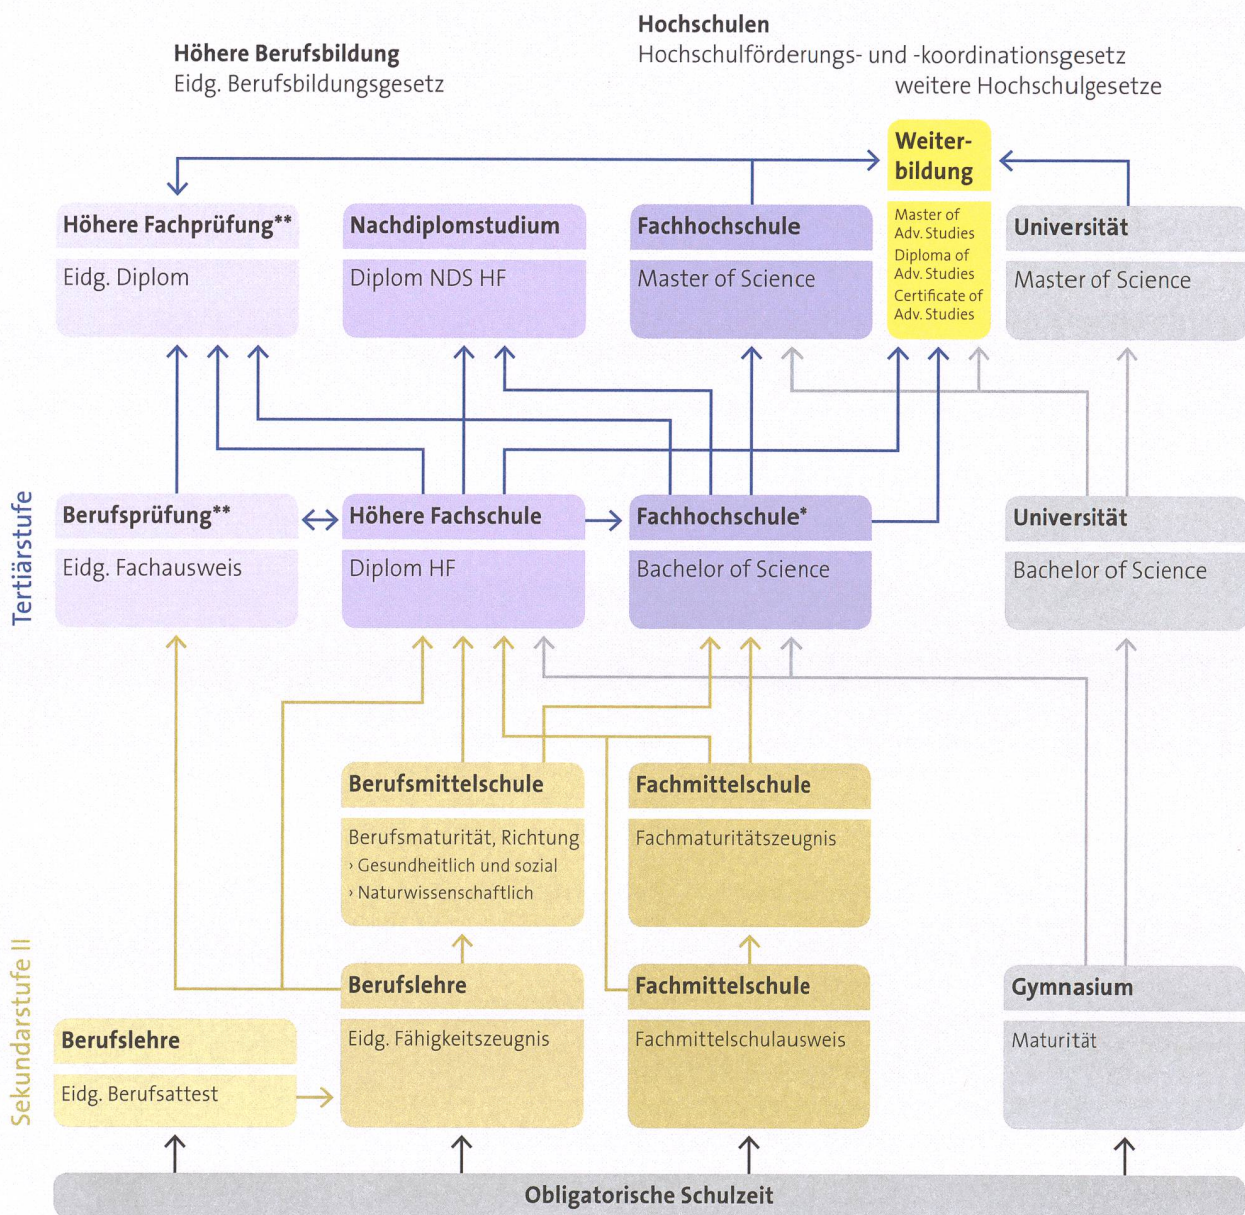 Höhere Berufsbildung
Eidg. Berufsbildungsgesetz
Hochschulen
Hochschulförderungs- und -koordinationsgesetz
weitere Hochschulgesetze
Weiter-
bildung
Master of
Adv. Studies
Diploma of
Adv. Studies
Certificate of
Adv. Studies
Höhere Fachprüfung**
Eidg. Diplom
Nachdiplomstudium
Diplom NDS HF
Fachhochschule
Master of Science
Universität
Master of Science
Tertiärstufe
Berufsprüfung**
Eidg. Fachausweis
Höhere Fachschule
Diplom HF
Fachhochschule*
Bachelor of Science
Universität
Bachelor of Science
Sekundarstufe II
Berufsmittelschule
Berufsmaturität, Richtung
› Gesundheitlich und sozial
› Naturwissenschaftlich
Fachmittelschule
Fachmaturitätszeugnis
Berufslehre
Eidg. Berufsattest
Berufslehre
Eidg. Fähigkeitszeugnis
Fachmittelschule
Fachmittelschulausweis
Gymnasium
Maturität
Obligatorische Schulzeit